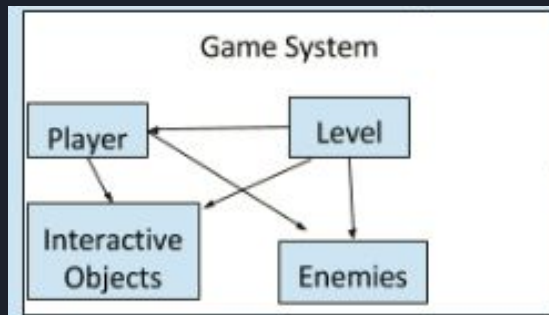 Game System
Player
Level
Interactive
Objects
Enemies